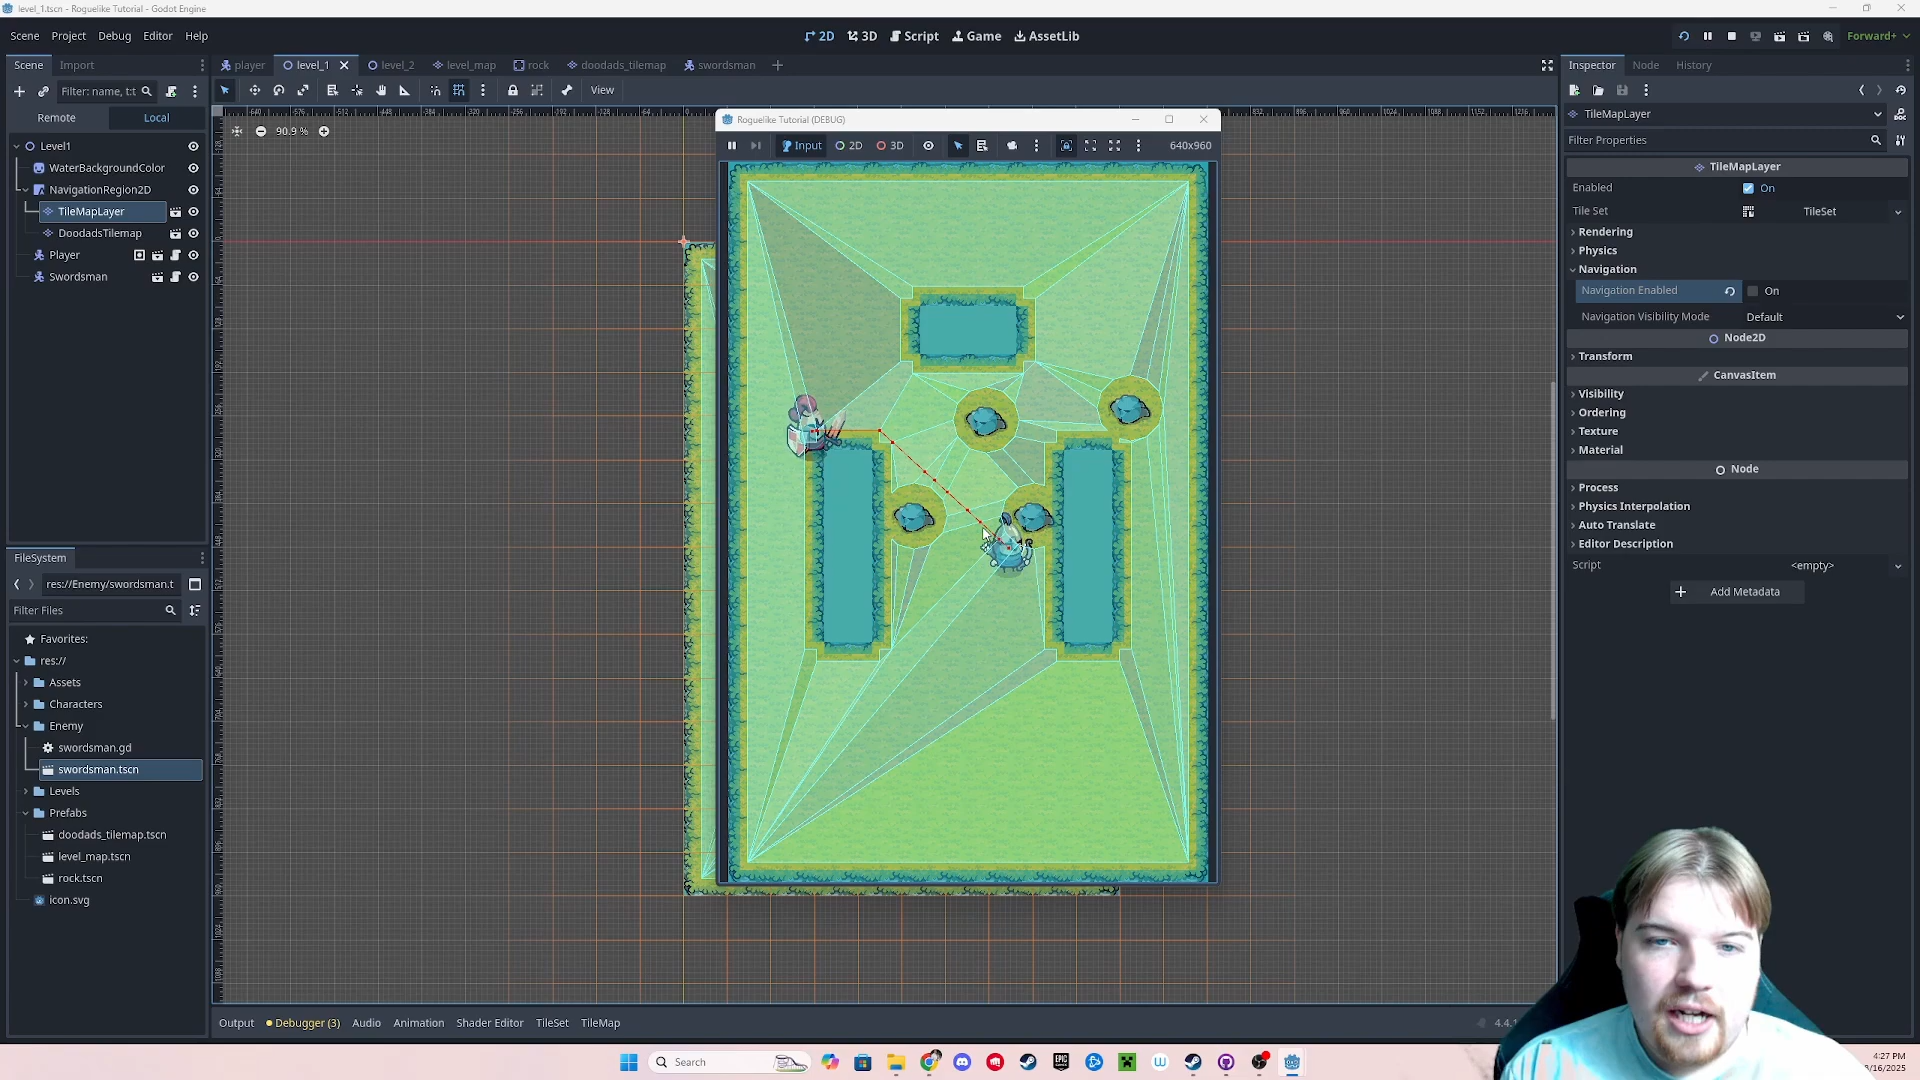 level_1.tscn - Roguelike Tutorial - Godot Engine
Scene Project Debug Editor Help
2D 3D Script Game AssetLib
Forward+
Scene Import
player level_1 level_2 level_map rock doodads_tilemap swordsman
Inspector Node History
Filter: name, t:t
View
Remote Local
90.9 %
Roguelike Tutorial (DEBUG)
Input 2D 3D
640x960
TileMapLayer
Filter Properties
Level1
WaterBackgroundColor
NavigationRegion2D
TileMapLayer
DoodadsTilemap
Player
Swordsman
TileMapLayer
Enabled On
Tile Set TileSet
Rendering
Physics
Navigation
Navigation Enabled On
Navigation Visibility Mode Default
Node2D
Transform
CanvasItem
Visibility
Ordering
Texture
Material
Node
Process
Physics Interpolation
Auto Translate
Editor Description
Script <empty>
Add Metadata
FileSystem
res://Enemy/swordsman.t
Filter Files
Favorites:
res://
Assets
Characters
Enemy
swordsman.gd
swordsman.tscn
Levels
Prefabs
doodads_tilemap.tscn
level_map.tscn
rock.tscn
icon.svg
Output Debugger (3) Audio Animation Shader Editor TileSet TileMap
4.4.
Search
4:27 PM
/16/2025